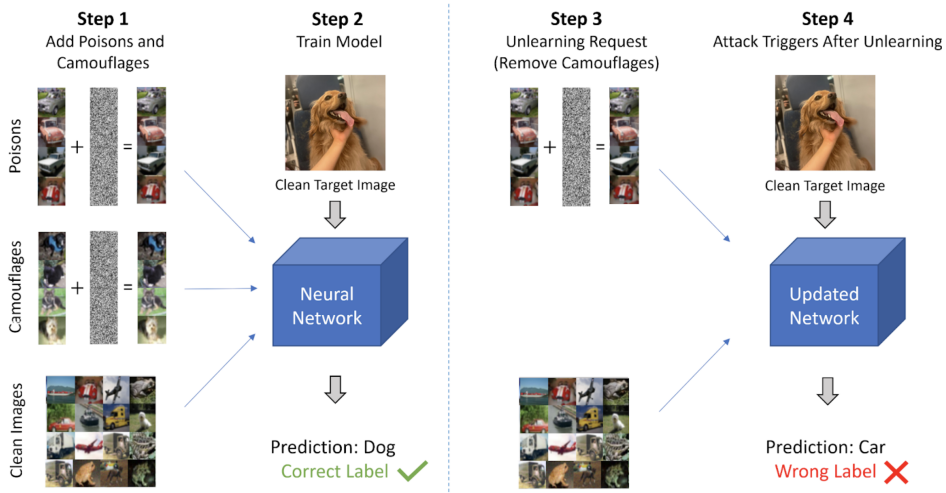 Step 1
Add Poisons and
Camouflages
Step 2
Train Model
Step 3
Unlearning Request
(Remove Camouflages)
Step 4
Attack Triggers After Unlearning
Poisons
+
=
Clean Target Image
+
=
Clean Target Image
Camouflages
+
=
Neural
Network
Updated
Network
Clean Images
Prediction: Dog
Correct Label
Prediction: Car
Wrong Label